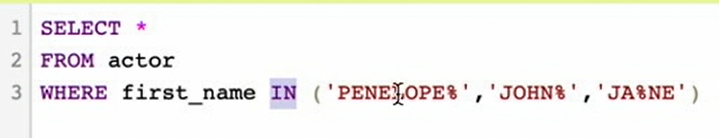 1 SELECT *
2 FROM actor
3 WHERE first_name IN ('PENELOPE%','JOHN%','JA%NE')